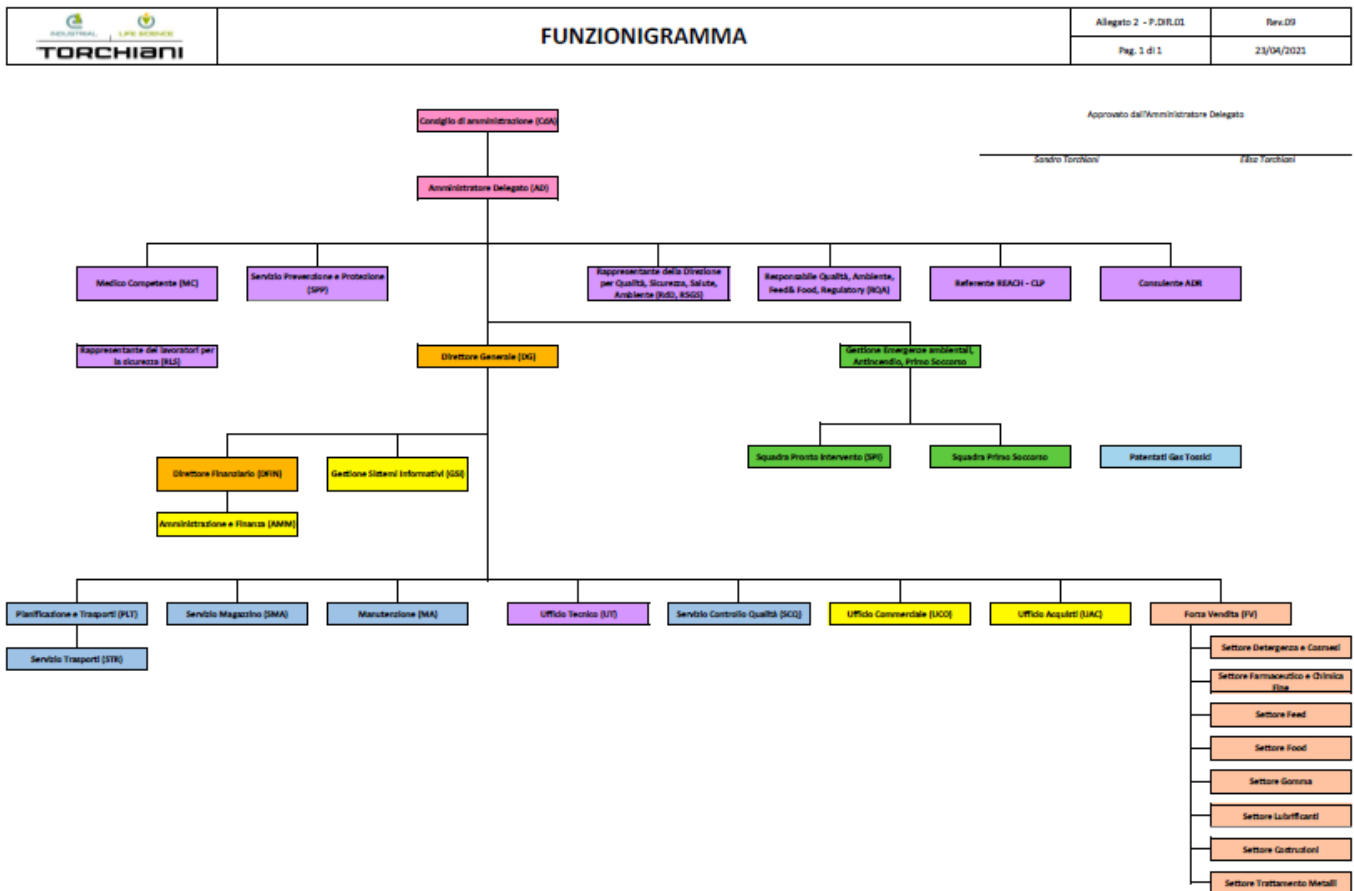 INDUSTRIAL LIFE SCIENCE
TORCHIANI
FUNZIONIGRAMMA
Allegato 2 - P.DIR.01
Rev.09
Pag. 1 di 1
23/04/2021
Approvato dall'Amministratore Delegato
Sandro Torchiani
Elisa Torchiani
Consiglio di amministrazione (CdA)
Amministratore Delegato (AD)
Medico Competente (MC)
Servizio Prevenzione e Protezione
(SPP)
Rappresentante della Direzione
per Qualità, Sicurezza, Salute,
Ambiente (RdD, RSGS)
Responsabile Qualità, Ambiente,
Feed& Food, Regulatory (RQA)
Referente REACH - CLP
Consulente ADR
Rappresentante dei lavoratori per
la sicurezza (RLS)
Direttore Generale (DG)
Gestione Emergenze ambientali,
Antincendio, Primo Soccorso
Squadra Pronto Intervento (SPI)
Squadra Primo Soccorso
Patentati Gas Tossici
Direttore Finanziario (DFIN)
Gestione Sistemi Informativi (GSI)
Amministrazione e Finanza (AMM)
Pianificazione e Trasporti (PLT)
Servizio Magazzino (SMA)
Manutenzione (MA)
Ufficio Tecnico (UT)
Servizio Controllo Qualità (SCQ)
Ufficio Commerciale (UCO)
Ufficio Acquisti (UAC)
Forza Vendita (FV)
Servizio Trasporti (STR)
Settore Detergenza e Cosmesi
Settore Farmaceutico e Chimica
Fine
Settore Feed
Settore Food
Settore Gomma
Settore Lubrificanti
Settore Costruzioni
Settore Trattamento Metalli